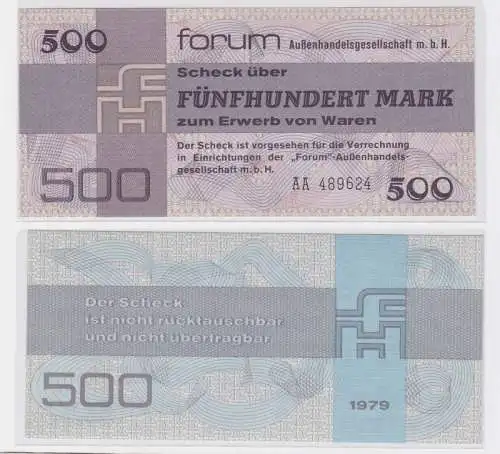 500
forum Außenhandelsgesellschaft m. b. H.
Scheck über
FÜNFHUNDERT MARK
zum Erwerb von Waren
Der Scheck ist vorgesehen für die Verrechnung
in Einrichtungen der „Forum"-Außenhandels-
gesellschaft m. b. H.
500
AA 489624
500
Der Scheck
ist nicht rücktauschbar
und nicht übertragbar
500
1979